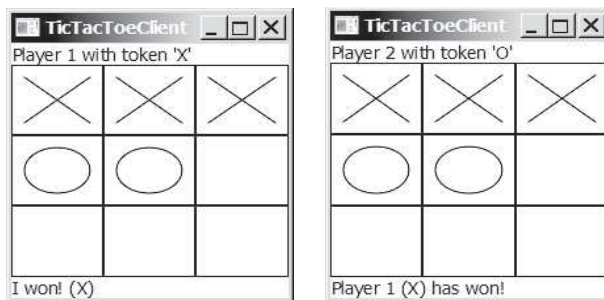 TicTacToeClient
Player 1 with token 'X'
I won! (X)
TicTacToeClient
Player 2 with token 'O'
Player 1 (X) has won!